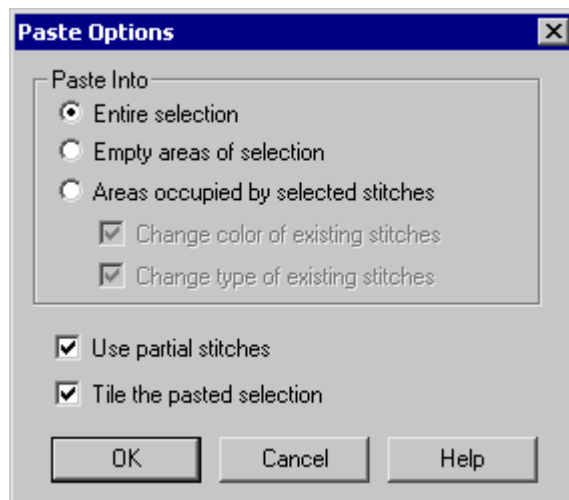 Paste Options
Paste Into
Entire selection
Empty areas of selection
Areas occupied by selected stitches
Change color of existing stitches
Change type of existing stitches
Use partial stitches
Tile the pasted selection
OK Cancel Help